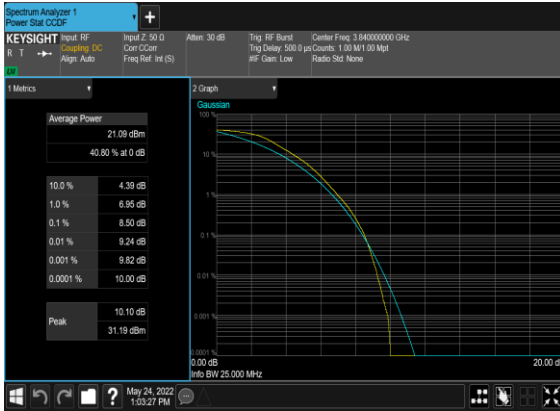 Spectrum Analyzer 1
Power Stat CCDF
KEYSIGHT
R T
Input: RF
Coupling: DC
Align: Auto
Input Z: 50 Ω
Corr CCorr
Freq Ref: Int (S)
Atten: 30 dB
Trig: RF Burst
Trig Delay: 500.0 µs
#IF Gain: Low
Center Freq: 3.840000000 GHz
Counts: 1.00 M/1.00 Mpt
Radio Std: None
1 Metrics
Average Power
21.09 dBm
40.80 % at 0 dB
10.0 % 4.39 dB
1.0 % 6.95 dB
0.1 % 8.50 dB
0.01 % 9.24 dB
0.001 % 9.82 dB
0.0001 % 10.00 dB
Peak
10.10 dB
31.19 dBm
2 Graph
Gaussian
100 %
10 %
1 %
0.1 %
0.01 %
0.001 %
0.0001 %
0.00 dB
20.00 d
Info BW 25.000 MHz
?
May 24, 2022
1:03:27 PM